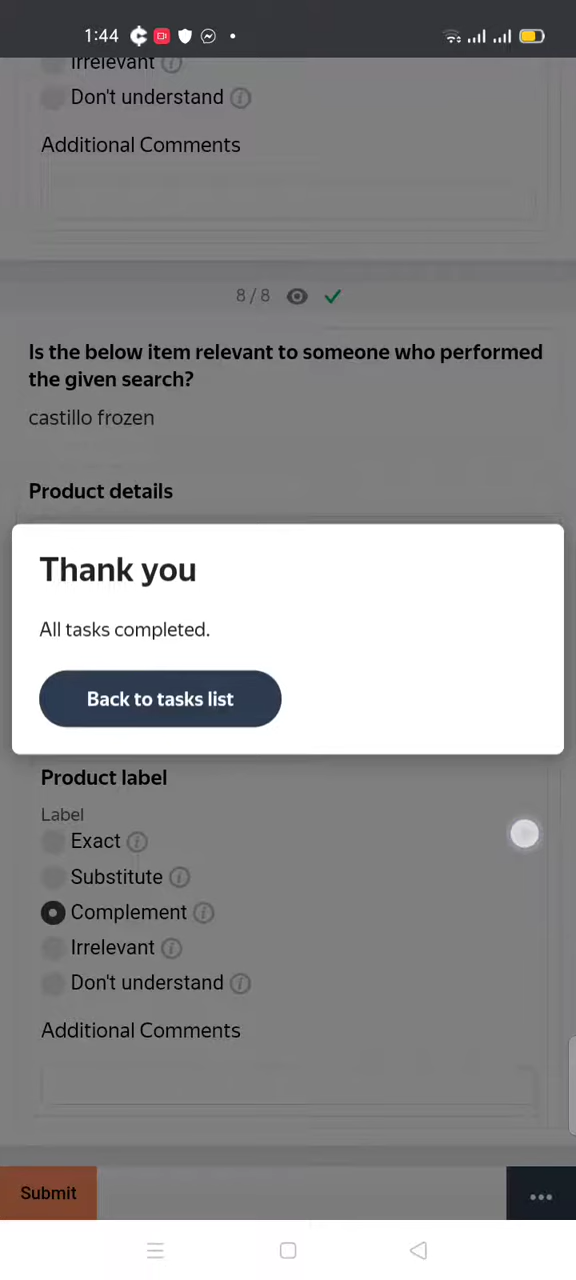 1:44
Irrelevant
Don't understand
Additional Comments
8 / 8
Is the below item relevant to someone who performed
the given search?
castillo frozen
Product details
Thank you
All tasks completed.
Back to tasks list
Product label
Label
Exact
Substitute
Complement
Irrelevant
Don't understand
Additional Comments
Submit